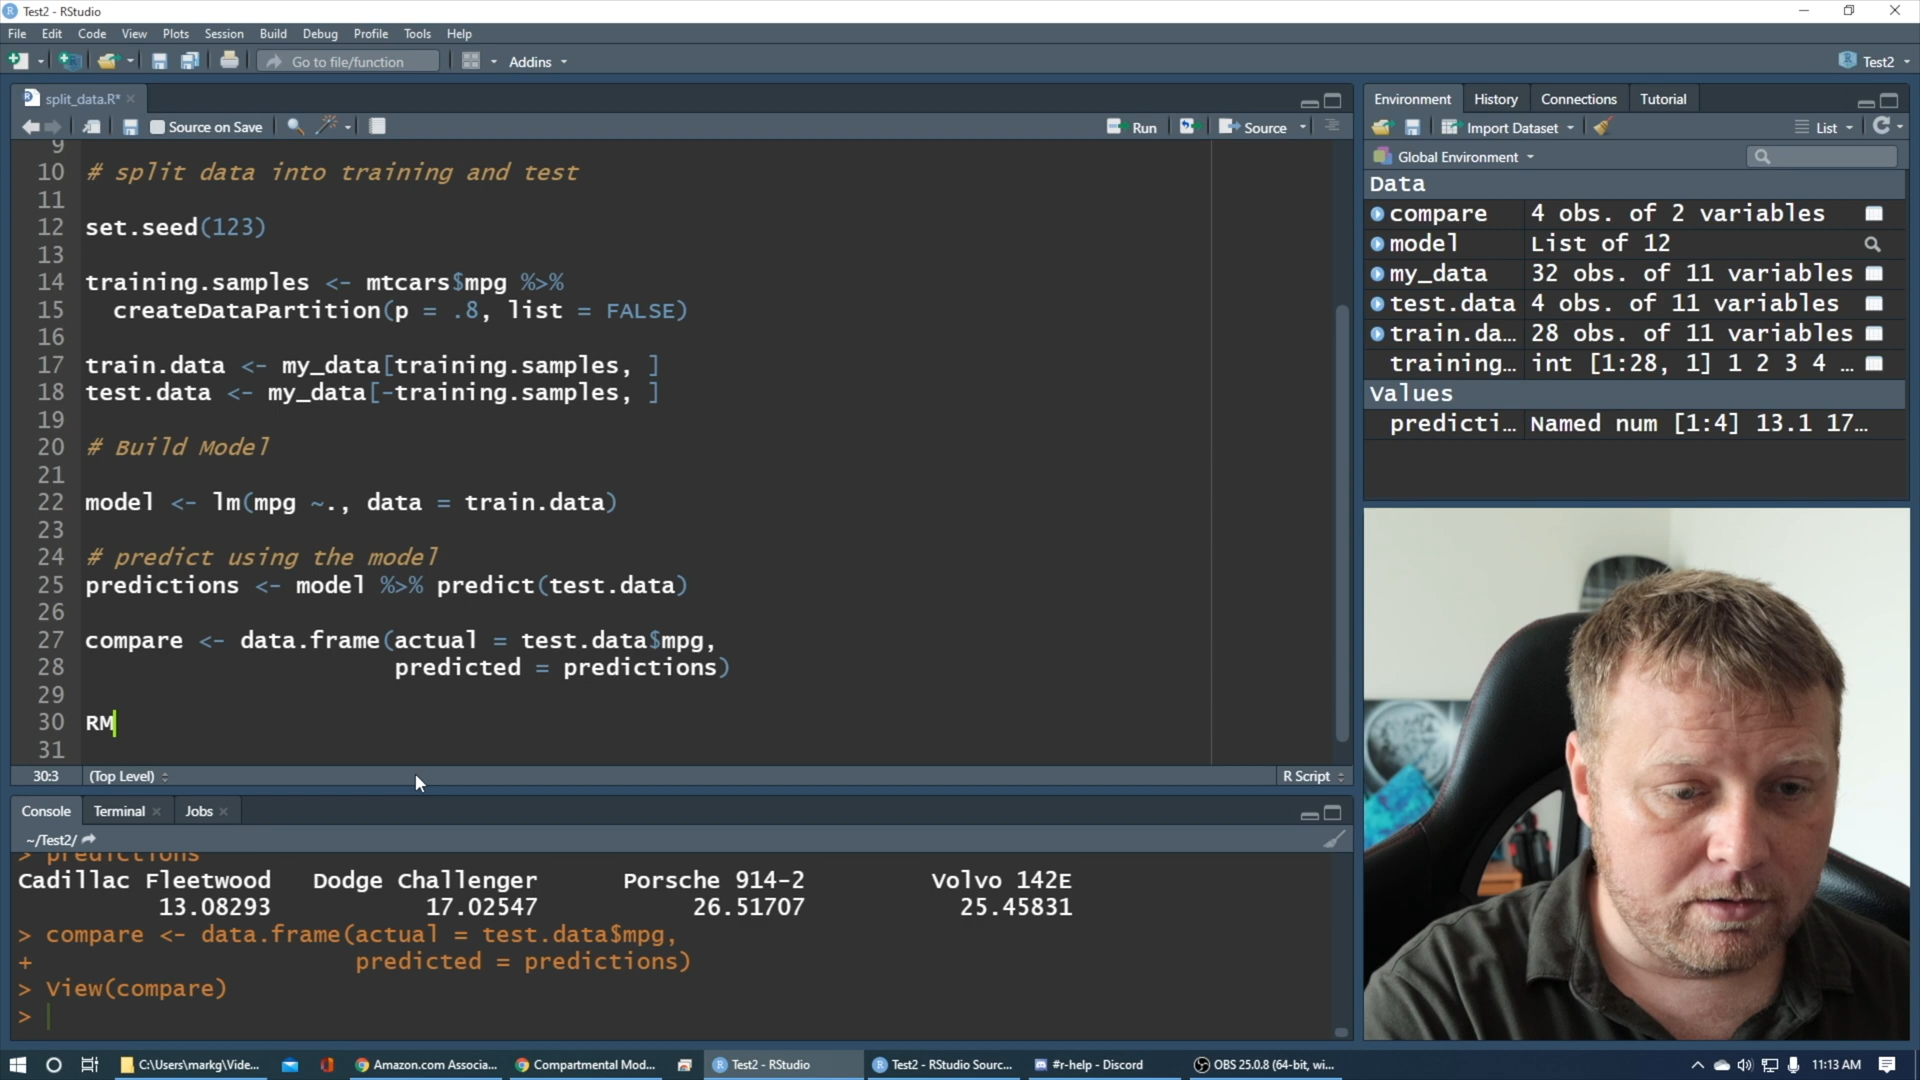 Test2 - RStudio
File Edit Code View Plots Session Build Debug Profile Tools Help
Go to file/function Addins Test2
split_data.R*
Source on Save Run Source
9
10 # split data into training and test
11
12 set.seed(123)
13
14 training.samples <- mtcars$mpg %>%
15 createDataPartition(p = .8, list = FALSE)
16
17 train.data <- my_data[training.samples, ]
18 test.data <- my_data[-training.samples, ]
19
20 # Build Model
21
22 model <- lm(mpg ~., data = train.data)
23
24 # predict using the model
25 predictions <- model %>% predict(test.data)
26
27 compare <- data.frame(actual = test.data$mpg,
28 predicted = predictions)
29
30 RM
31
30:3 (Top Level) R Script
Console Terminal Jobs
~/Test2/
> predictions
Cadillac Fleetwood Dodge Challenger Porsche 914-2 Volvo 142E
13.08293 17.02547 26.51707 25.45831
> compare <- data.frame(actual = test.data$mpg,
+ predicted = predictions)
> View(compare)
>
Environment History Connections Tutorial
Import Dataset List
Global Environment
Data
compare 4 obs. of 2 variables
model List of 12
my_data 32 obs. of 11 variables
test.data 4 obs. of 11 variables
train.da… 28 obs. of 11 variables
training… int [1:28, 1] 1 2 3 4 …
Values
predicti… Named num [1:4] 13.1 17…
C:\Users\markg\Vide... Amazon.com Associa... Compartmental Mod... Test2 - RStudio Test2 - RStudio Sourc... #r-help - Discord OBS 25.0.8 (64-bit, wi... 11:13 AM